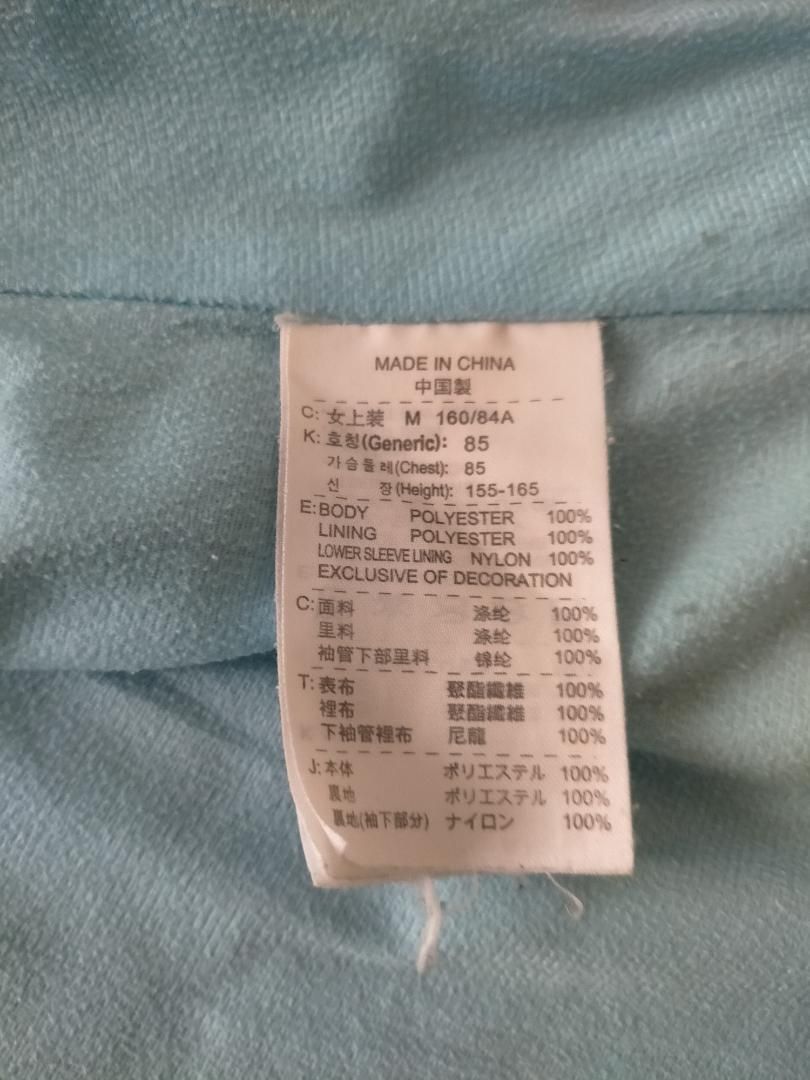 MADE IN CHINA
中国製
C: 女上装 M 160/84A
K: 호칭(Generic): 85
가슴둘레(Chest): 85
신 장(Height): 155-165
E: BODY POLYESTER 100%
LINING POLYESTER 100%
LOWER SLEEVE LINING NYLON 100%
EXCLUSIVE OF DECORATION
C: 面料 涤纶 100%
里料 涤纶 100%
袖管下部里料 锦纶 100%
T: 表布 聚酯纖維 100%
裡布 聚酯纖維 100%
下袖管裡布 尼龍 100%
J: 本体 ポリエステル 100%
裏地 ポリエステル 100%
裏地(袖下部分) ナイロン 100%